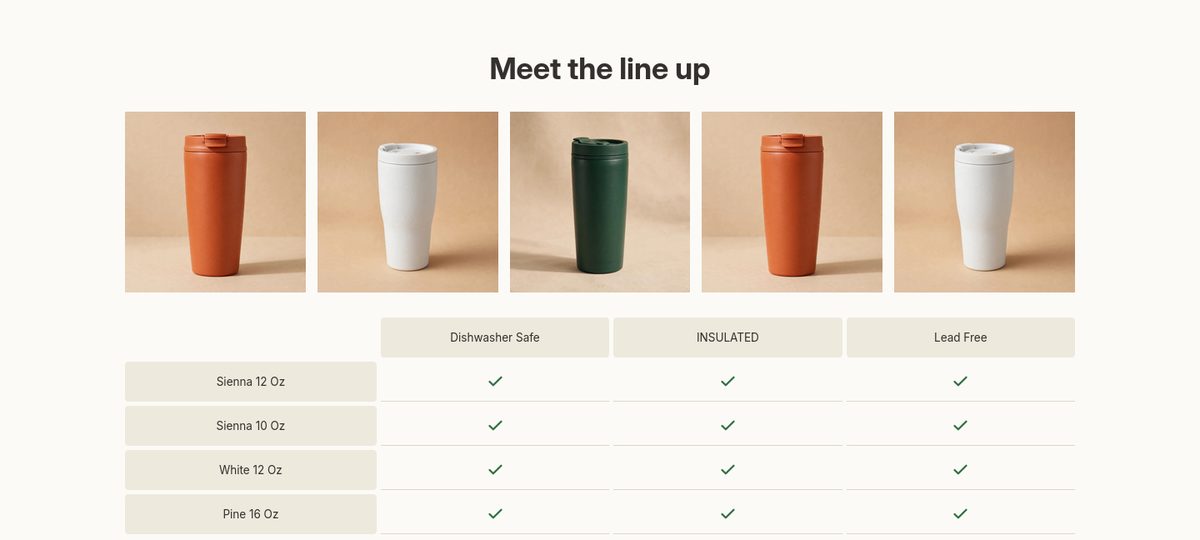 Meet the line up
Dishwasher Safe INSULATED Lead Free
Sienna 12 Oz
Sienna 10 Oz
White 12 Oz
Pine 16 Oz